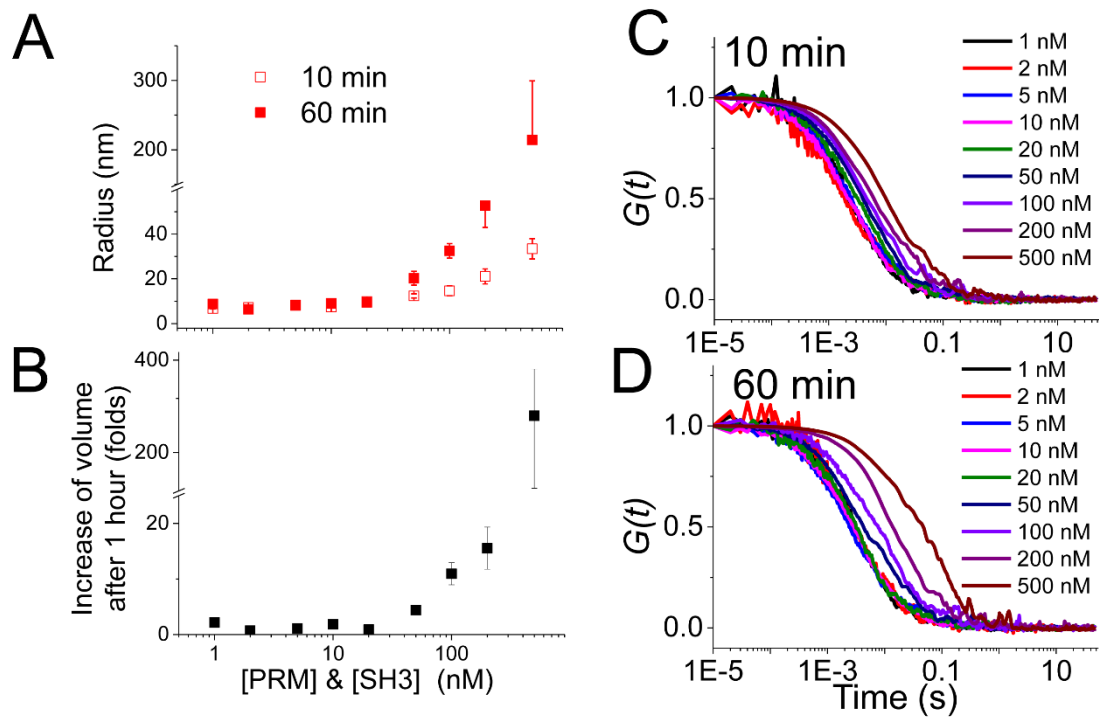 A
300
200
40
20
0
Radius (nm)
10 min
60 min
B
400
200
20
0
Increase of volume
after 1 hour (folds)
1
10
100
[PRM] & [SH3] (nM)
C
10 min
1.0
0.5
0.0
G(t)
1E-5
1E-3
0.1
10
1 nM
2 nM
5 nM
10 nM
20 nM
50 nM
100 nM
200 nM
500 nM
D
60 min
1.0
0.5
0.0
G(t)
1E-5
1E-3
0.1
10
Time (s)
1 nM
2 nM
5 nM
10 nM
20 nM
50 nM
100 nM
200 nM
500 nM